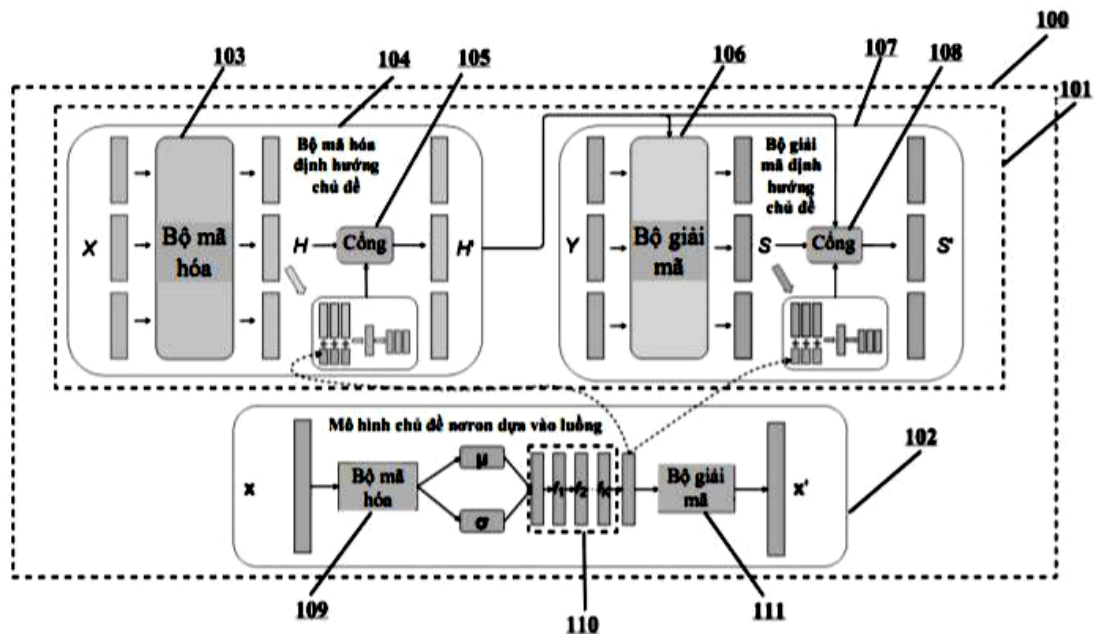 103
104
105
106
107
108
100
101
Bộ mã hóa
định hướng
chủ đề
Bộ giải
mã định
hướng
chủ đề
X
Bộ mã
hóa
H
Cổng
H'
Y
Bộ giải
mã
S
Cổng
S'
Mô hình chủ đề nơron dựa vào luồng
102
x
Bộ mã
hóa
μ
σ
f1
f2
fK
Bộ giải
mã
x'
109
110
111